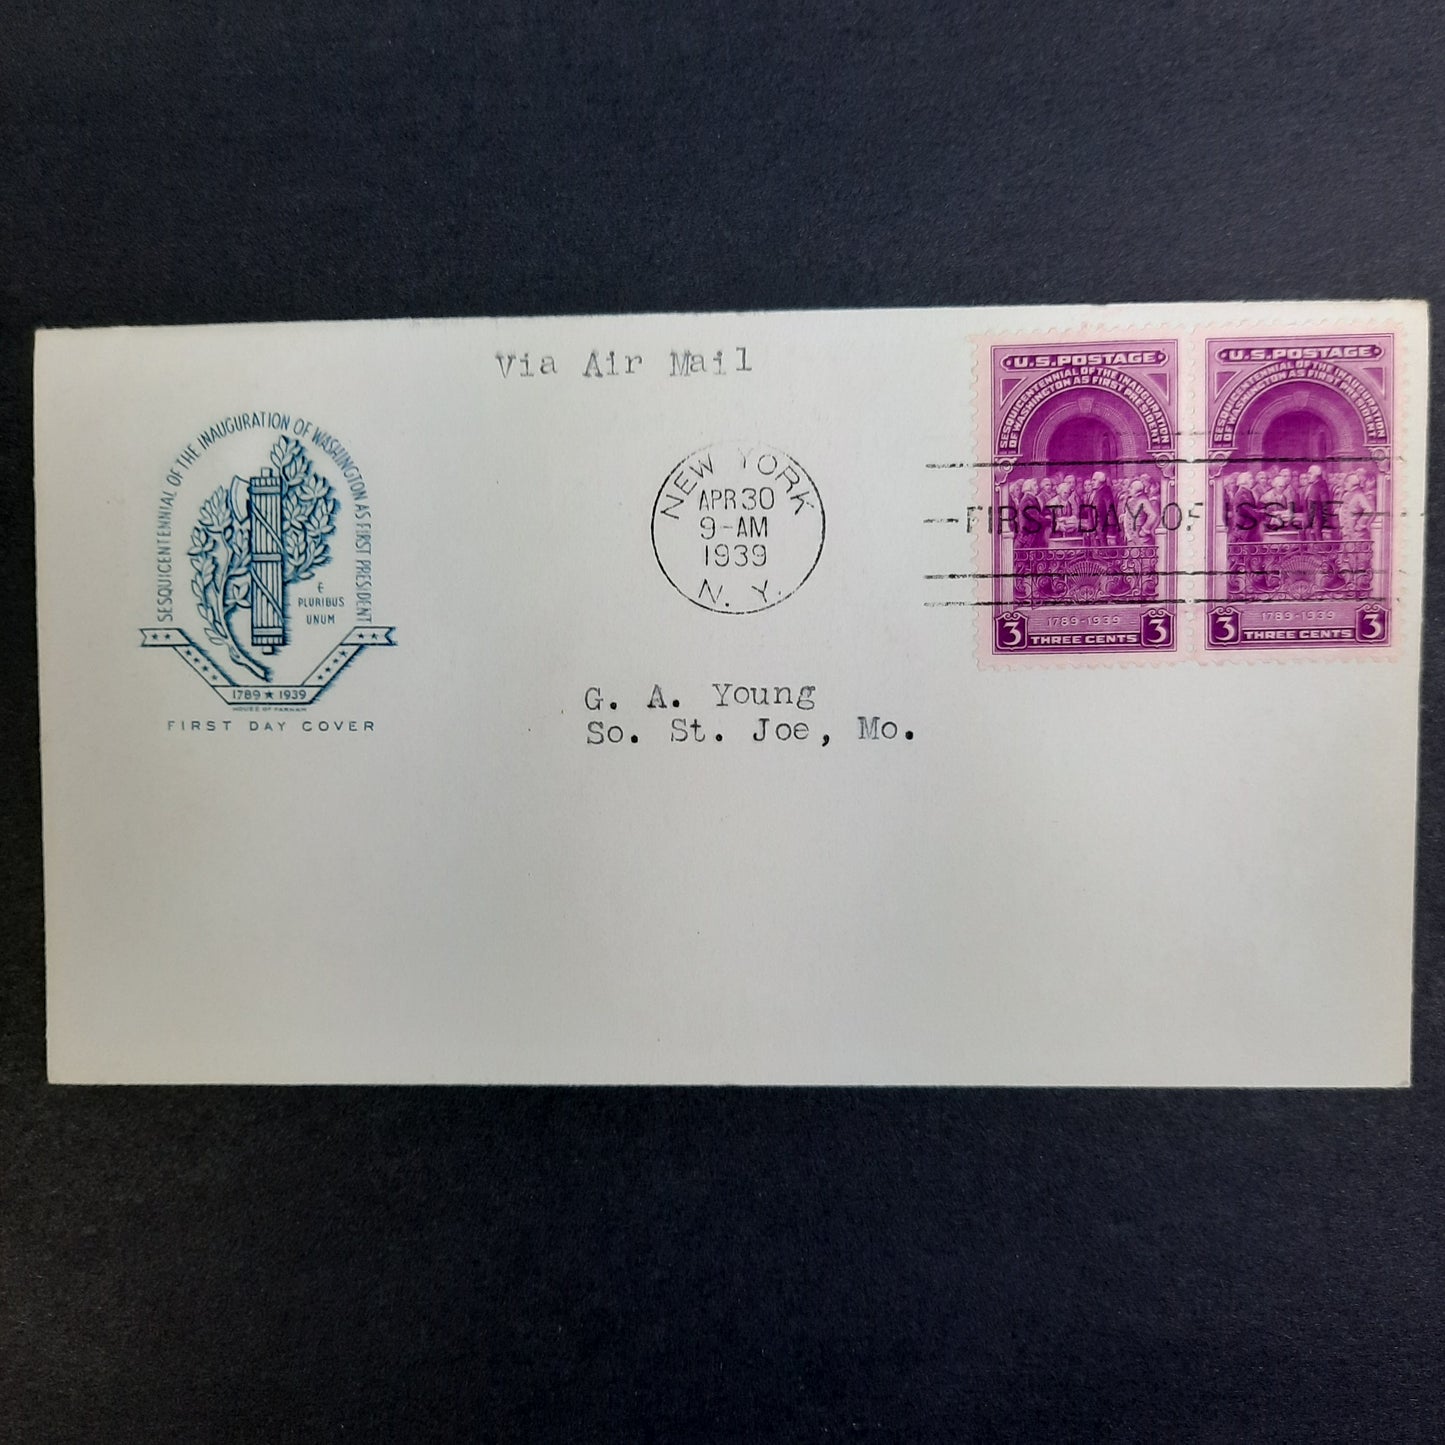 Via Air Mail
SESQUICENTENNIAL OF THE INAUGURATION OF WASHINGTON AS FIRST PRESIDENT
E
PLURIBUS
UNUM
1789 ★ 1939
HOUSE OF FARNAM
FIRST DAY COVER
NEW YORK
APR 30
9-AM
1939
N. Y.
FIRST DAY OF ISSUE
U.S. POSTAGE
SESQUICENTENNIAL OF THE INAUGURATION
OF WASHINGTON AS FIRST PRESIDENT
1789-1939
3 THREE CENTS 3
U.S. POSTAGE
SESQUICENTENNIAL OF THE INAUGURATION
OF WASHINGTON AS FIRST PRESIDENT
1789-1939
3 THREE CENTS 3
G. A. Young
So. St. Joe, Mo.